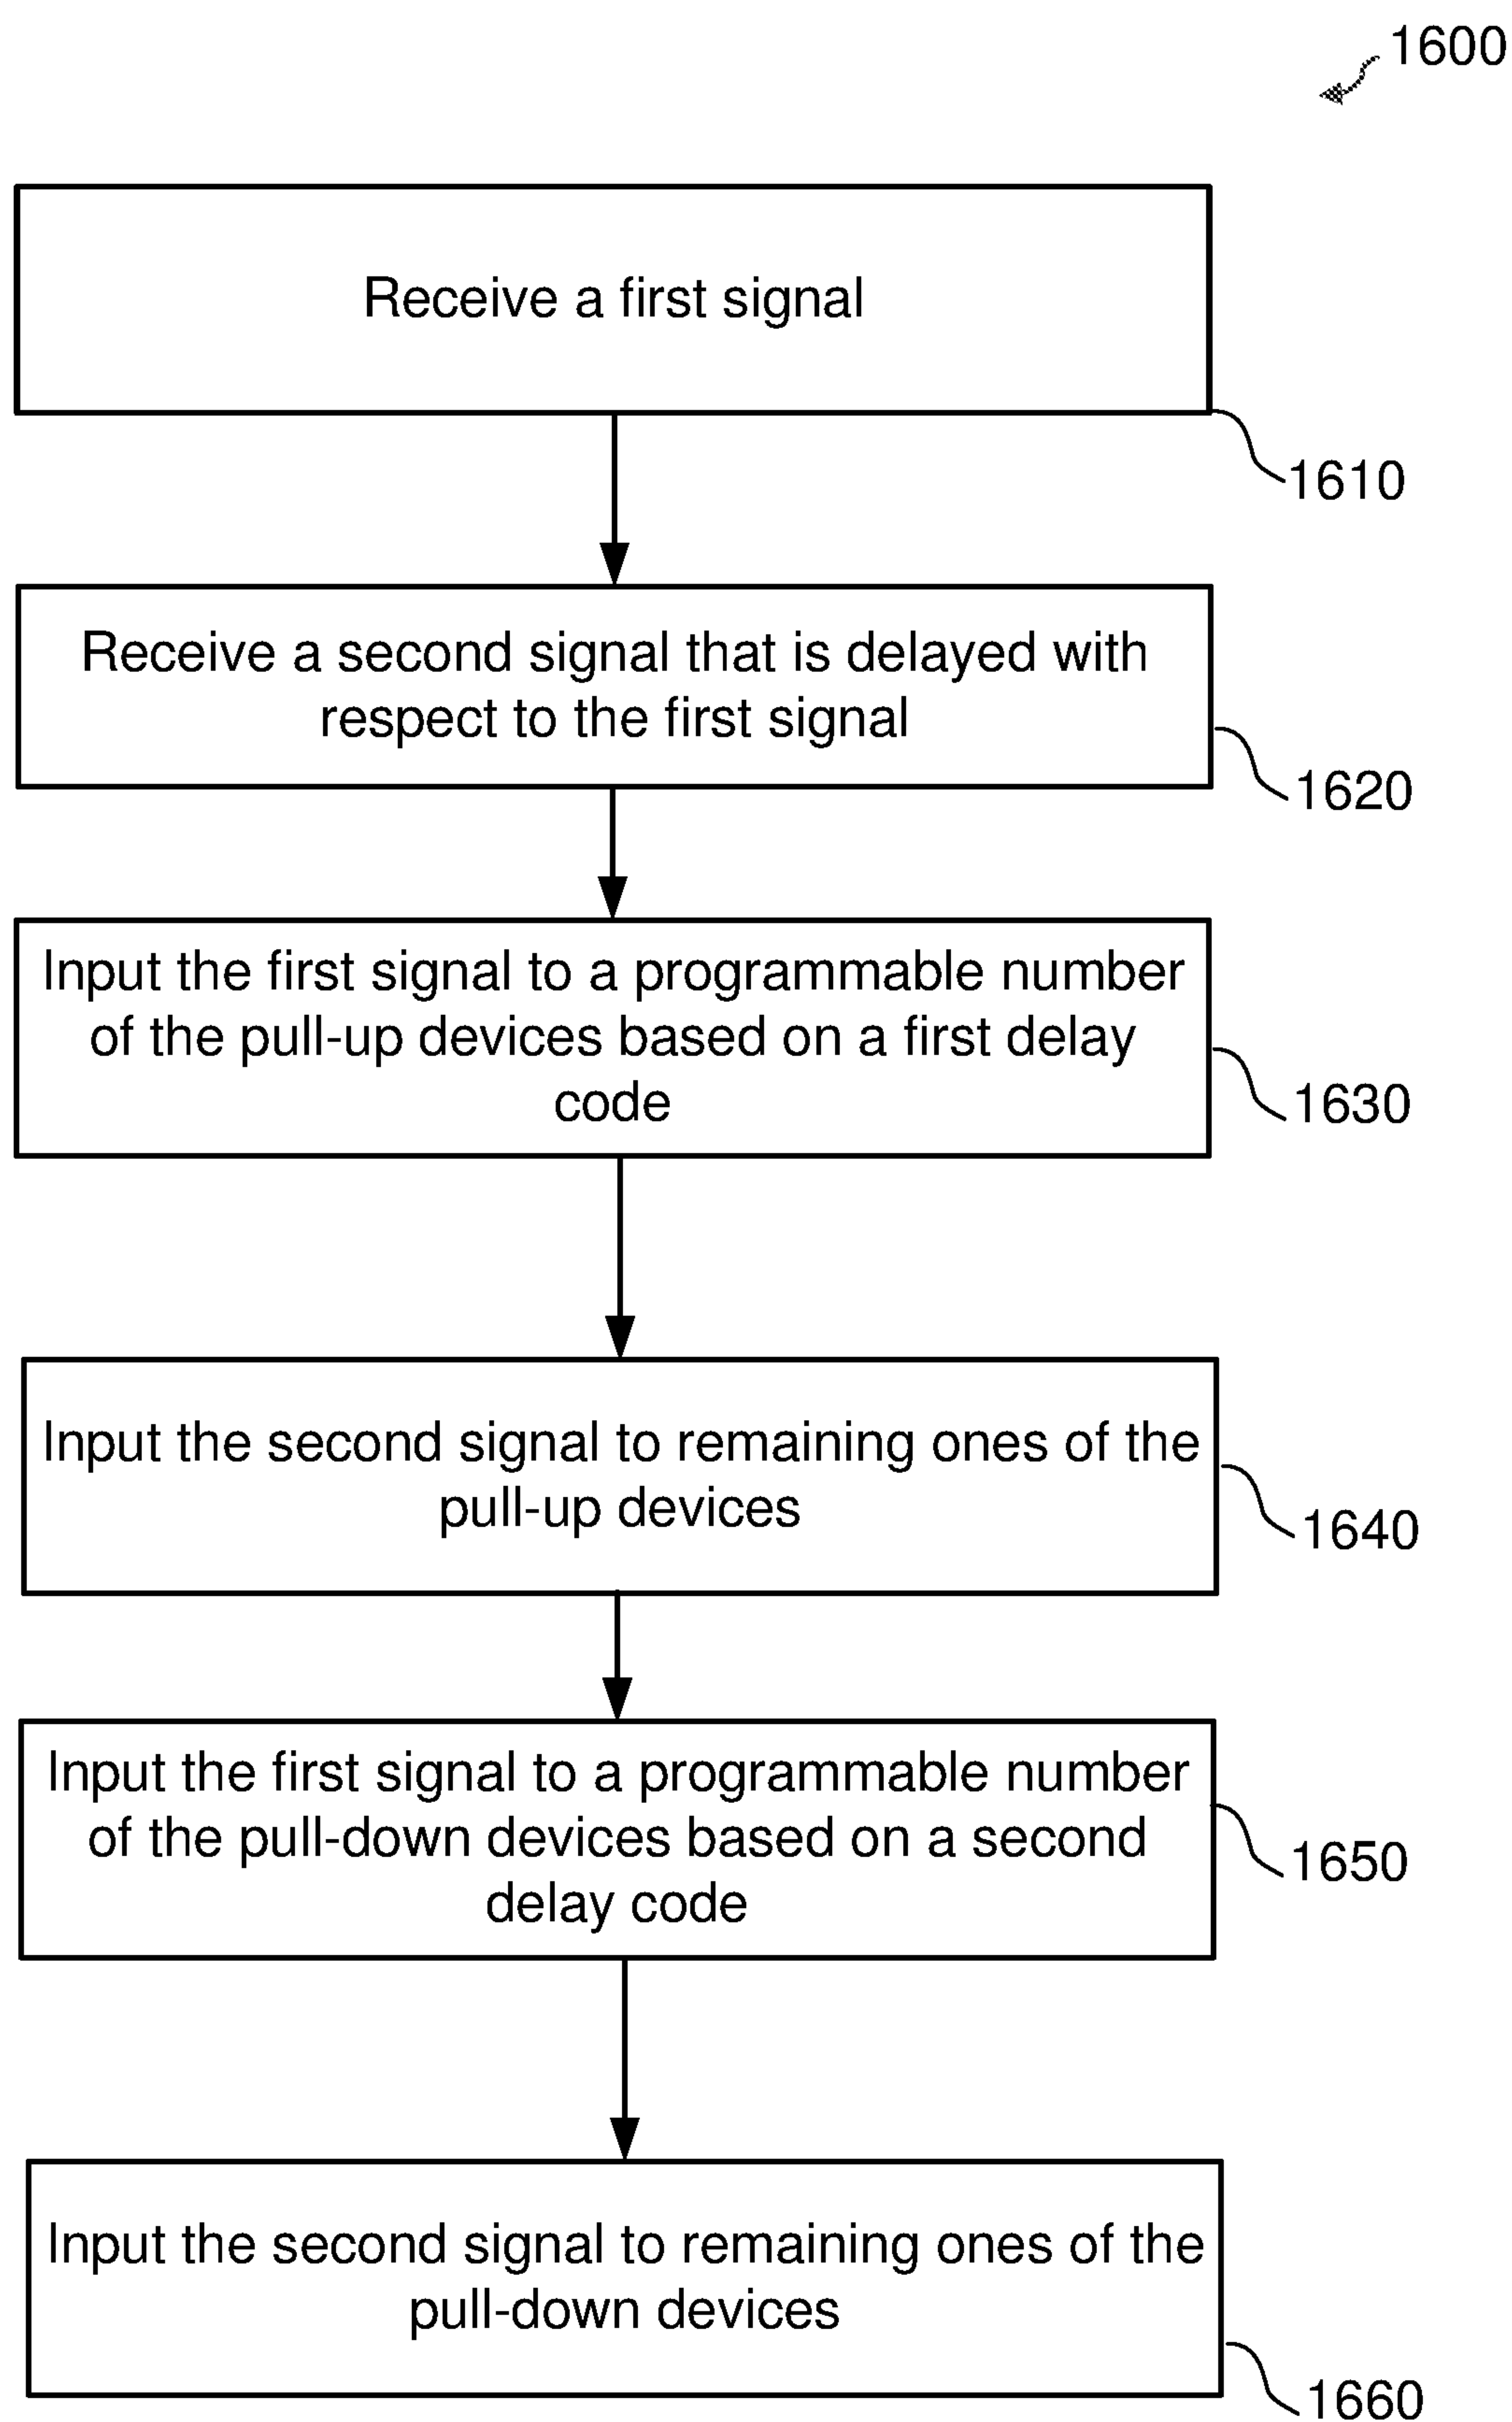 1600
Receive a first signal
1610
Receive a second signal that is delayed with
respect to the first signal
1620
Input the first signal to a programmable number
of the pull-up devices based on a first delay
code
1630
Input the second signal to remaining ones of the
pull-up devices
1640
Input the first signal to a programmable number
of the pull-down devices based on a second
delay code
1650
Input the second signal to remaining ones of the
pull-down devices
1660